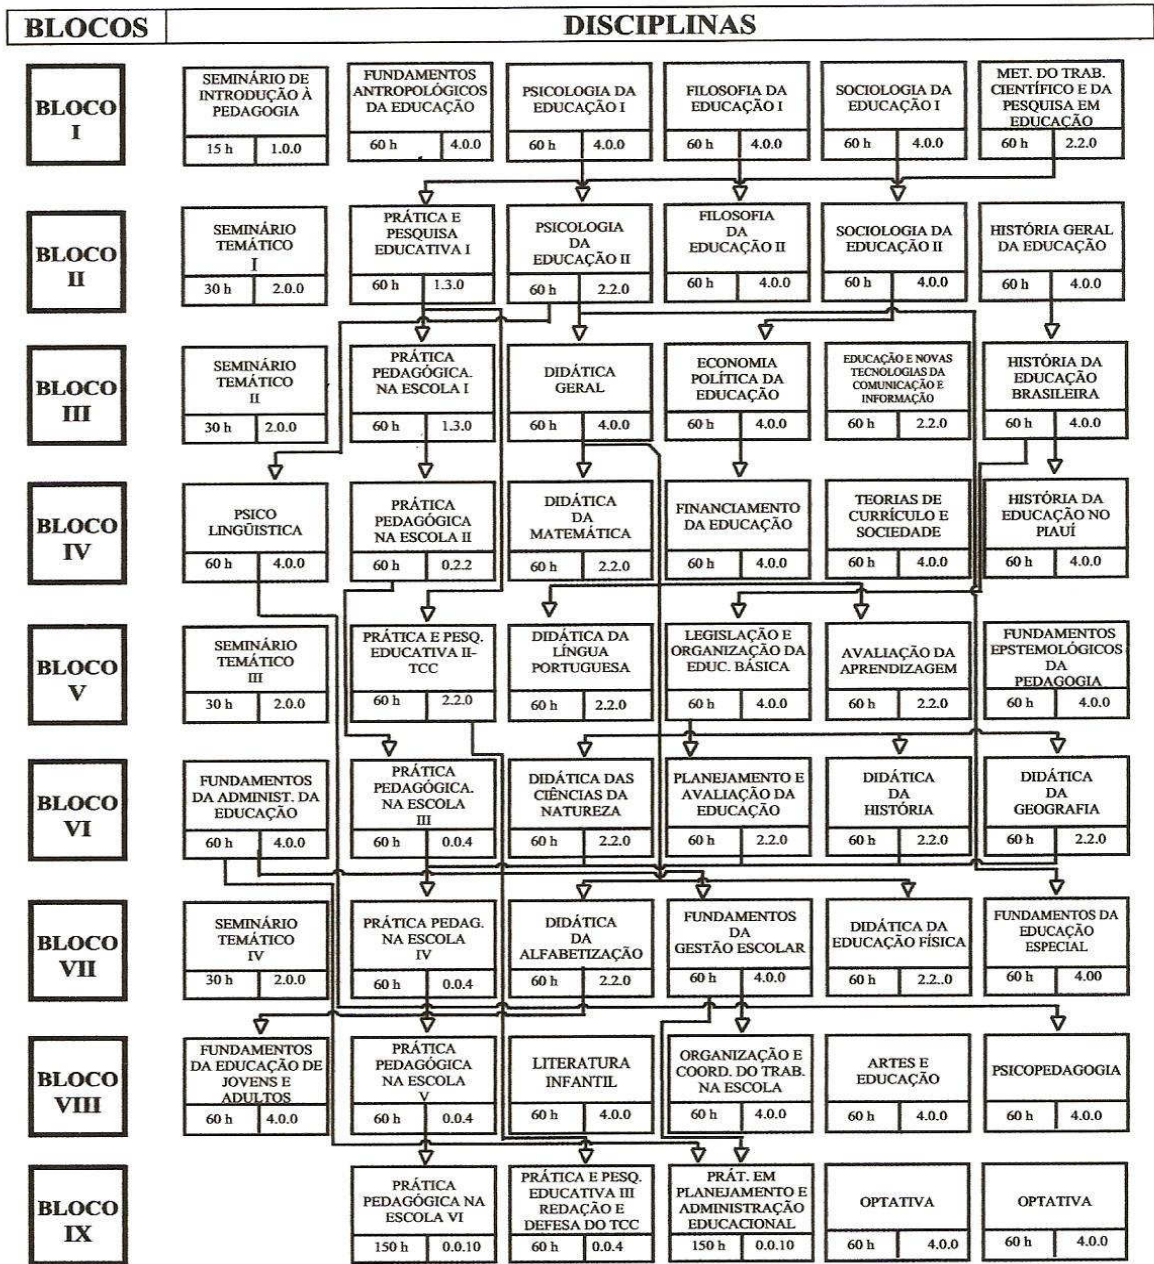 BLOCOS
DISCIPLINAS
BLOCO
I
SEMINÁRIO DE
INTRODUÇÃO À
PEDAGOGIA
15 h
1.0.0
FUNDAMENTOS
ANTROPOLÓGICOS
DA EDUCAÇÃO
60 h
4.0.0
PSICOLOGIA DA
EDUCAÇÃO I
60 h
4.0.0
FILOSOFIA DA
EDUCAÇÃO I
60 h
4.0.0
SOCIOLOGIA DA
EDUCAÇÃO I
60 h
4.0.0
MET. DO TRAB.
CIENTÍFICO E DA
PESQUISA EM
EDUCAÇÃO
60 h
2.2.0
BLOCO
II
SEMINÁRIO
TEMÁTICO
I
30 h
2.0.0
PRÁTICA E
PESQUISA
EDUCATIVA I
60 h
1.3.0
PSICOLOGIA
DA
EDUCAÇÃO II
60 h
2.2.0
FILOSOFIA
DA
EDUCAÇÃO II
60 h
4.0.0
SOCIOLOGIA DA
EDUCAÇÃO II
60 h
4.0.0
HISTÓRIA GERAL
DA EDUCAÇÃO
60 h
4.0.0
BLOCO
III
SEMINÁRIO
TEMÁTICO
II
30 h
2.0.0
PRÁTICA
PEDAGÓGICA.
NA ESCOLA I
60 h
1.3.0
DIDÁTICA
GERAL
60 h
4.0.0
ECONOMIA
POLÍTICA DA
EDUCAÇÃO
60 h
4.0.0
EDUCAÇÃO E NOVAS
TECNOLOGIAS DA
COMUNICAÇÃO E
INFORMAÇÃO
60 h
2.2.0
HISTÓRIA DA
EDUCAÇÃO
BRASILEIRA
60 h
4.0.0
BLOCO
IV
PSICO
LINGÜISTICA
60 h
4.0.0
PRÁTICA
PEDAGÓGICA
NA ESCOLA II
60 h
0.2.2
DIDÁTICA
DA
MATEMÁTICA
60 h
2.2.0
FINANCIAMENTO
DA EDUCAÇÃO
60 h
4.0.0
TEORIAS DE
CURRÍCULO E
SOCIEDADE
60 h
4.0.0
HISTÓRIA DA
EDUCAÇÃO NO
PIAUÍ
60 h
4.0.0
BLOCO
V
SEMINÁRIO
TEMÁTICO
III
30 h
2.0.0
PRÁTICA E PESQ.
EDUCATIVA II-
TCC
60 h
2.2.0
DIDÁTICA DA
LÍNGUA
PORTUGUESA
60 h
2.2.0
LEGISLAÇÃO E
ORGANIZAÇÃO DA
EDUC. BÁSICA
60 h
4.0.0
AVALIAÇÃO DA
APRENDIZAGEM
60 h
2.2.0
FUNDAMENTOS
EPSTEMOLÓGICOS
DA
PEDAGOGIA
60 h
4.0.0
BLOCO
VI
FUNDAMENTOS
DA ADMINIST. DA
EDUCAÇÃO
60 h
4.0.0
PRÁTICA
PEDAGÓGICA.
NA ESCOLA
III
60 h
0.0.4
DIDÁTICA DAS
CIÊNCIAS DA
NATUREZA
60 h
2.2.0
PLANEJAMENTO E
AVALIAÇÃO DA
EDUCAÇÃO
60 h
2.2.0
DIDÁTICA
DA
HISTÓRIA
60 h
2.2.0
DIDÁTICA
DA
GEOGRAFIA
60 h
2.2.0
BLOCO
VII
SEMINÁRIO
TEMÁTICO
IV
30 h
2.0.0
PRÁTICA PEDAG.
NA ESCOLA
IV
60 h
0.0.4
DIDÁTICA
DA
ALFABETIZAÇÃO
60 h
2.2.0
FUNDAMENTOS
DA
GESTÃO ESCOLAR
60 h
4.0.0
DIDÁTICA DA
EDUCAÇÃO FÍSICA
60 h
2.2..0
FUNDAMENTOS DA
EDUCAÇÃO
ESPECIAL
60 h
4.00
BLOCO
VIII
FUNDAMENTOS
DA EDUCAÇÃO DE
JOVENS E
ADULTOS
60 h
4.0.0
PRÁTICA
PEDAGÓGICA
NA ESCOLA
V
60 h
0.0.4
LITERATURA
INFANTIL
60 h
4.0.0
ORGANIZAÇÃO E
COORD. DO TRAB.
NA ESCOLA
60 h
4.0.0
ARTES E
EDUCAÇÃO
60 h
4.0.0
PSICOPEDAGOGIA
60 h
4.0.0
BLOCO
IX
PRÁTICA
PEDAGÓGICA NA
ESCOLA VI
150 h
0.0.10
PRÁTICA E PESQ.
EDUCATIVA III
REDAÇÃO E
DEFESA DO TCC
60 h
0.0.4
PRÁT. EM
PLANEJAMENTO E
ADMINISTRAÇÃO
EDUCACIONAL
150 h
0.0.10
OPTATIVA
60 h
4.0.0
OPTATIVA
60 h
4.0.0